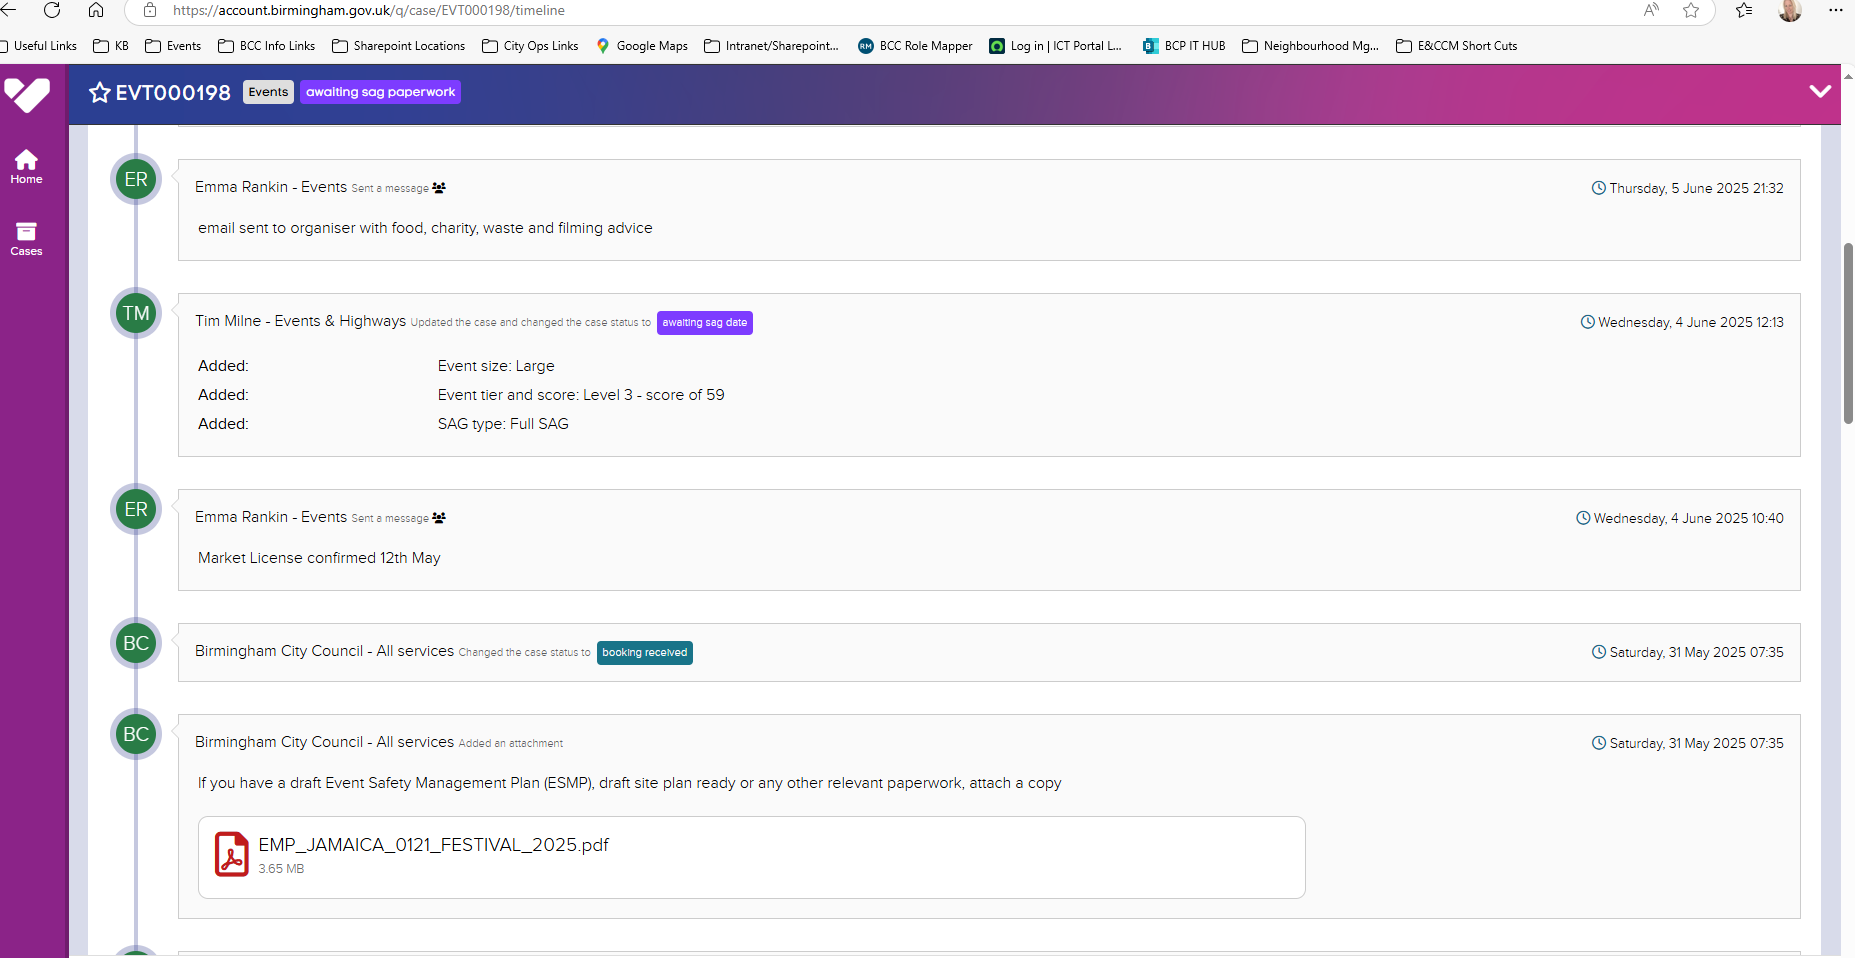 https://account.birmingham.gov.uk/q/case/EVT000198/timeline
Useful Links KB Events BCC Info Links Sharepoint Locations City Ops Links Google Maps Intranet/Sharepoint... RM BCC Role Mapper Log in | ICT Portal L... BCP IT HUB Neighbourhood Mg... E&CCM Short Cuts
EVT000198 Events awaiting sag paperwork
Home
Cases
ER Emma Rankin - Events Sent a message Thursday, 5 June 2025 21:32
email sent to organiser with food, charity, waste and filming advice
TM Tim Milne - Events & Highways Updated the case and changed the case status to awaiting sag date Wednesday, 4 June 2025 12:13
Added: Event size: Large
Added: Event tier and score: Level 3 - score of 59
Added: SAG type: Full SAG
ER Emma Rankin - Events Sent a message Wednesday, 4 June 2025 10:40
Market License confirmed 12th May
BC Birmingham City Council - All services Changed the case status to booking received Saturday, 31 May 2025 07:35
BC Birmingham City Council - All services Added an attachment Saturday, 31 May 2025 07:35
If you have a draft Event Safety Management Plan (ESMP), draft site plan ready or any other relevant paperwork, attach a copy
EMP_JAMAICA_0121_FESTIVAL_2025.pdf
3.65 MB